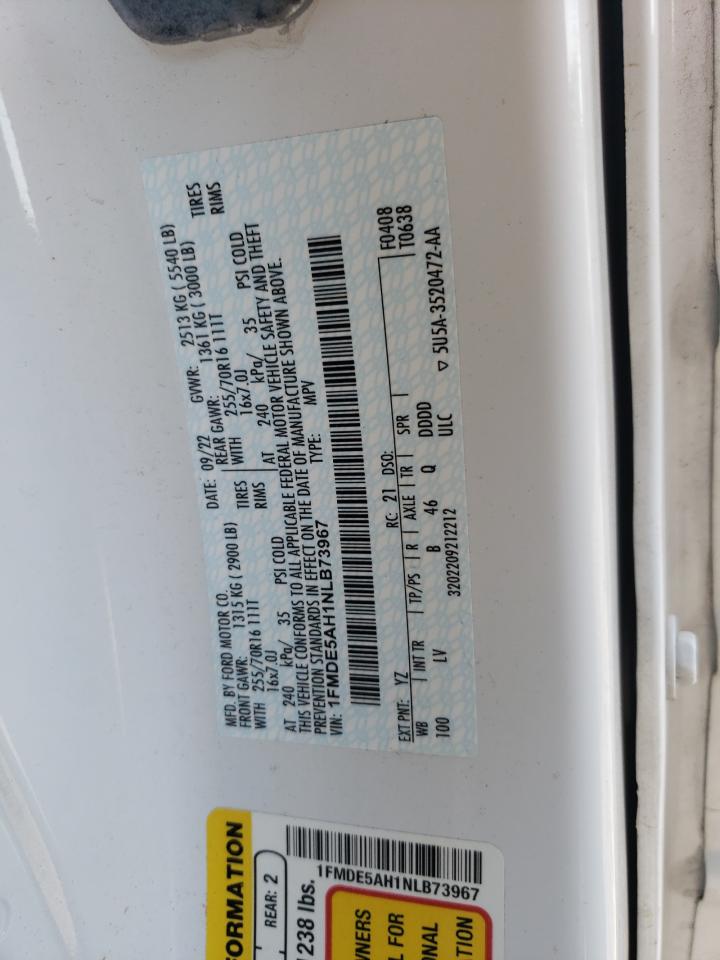 MFD. BY FORD MOTOR CO.
DATE: 09/22 GVWR: 2513 KG ( 5540 LB)
FRONT GAWR: 1315 KG ( 2900 LB) REAR GAWR: 1361 KG ( 3000 LB)
WITH 255/70R16 111T TIRES WITH 255/70R16 111T TIRES
16x7.0J RIMS 16x7.0J RIMS
AT 240 kPa/ 35 PSI COLD AT 240 kPa/ 35 PSI COLD
THIS VEHICLE CONFORMS TO ALL APPLICABLE FEDERAL MOTOR VEHICLE SAFETY AND THEFT
PREVENTION STANDARDS IN EFFECT ON THE DATE OF MANUFACTURE SHOWN ABOVE.
VIN: 1FMDE5AH1NLB73967 TYPE: MPV
F0408
EXT PNT: YZ RC: 21 DSO: T0638
WB INT TR TP/PS R AXLE TR SPR
100 LV B 46 Q DDDD
ULC
3202209212212 ▽ 5U5A-3520472-AA
ORMATION
REAR: 2
1238 lbs.
1FMDE5AH1NLB73967
WNERS
L FOR
ONAL
TION